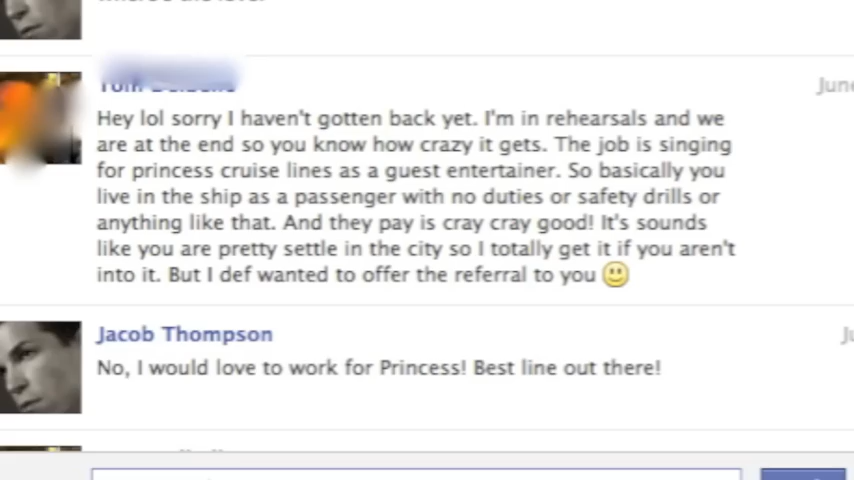 June
Hey lol sorry I haven't gotten back yet. I'm in rehearsals and we
are at the end so you know how crazy it gets. The job is singing
for princess cruise lines as a guest entertainer. So basically you
live in the ship as a passenger with no duties or safety drills or
anything like that. And they pay is cray cray good! It's sounds
like you are pretty settle in the city so I totally get it if you aren't
into it. But I def wanted to offer the referral to you
Jacob Thompson
No, I would love to work for Princess! Best line out there!